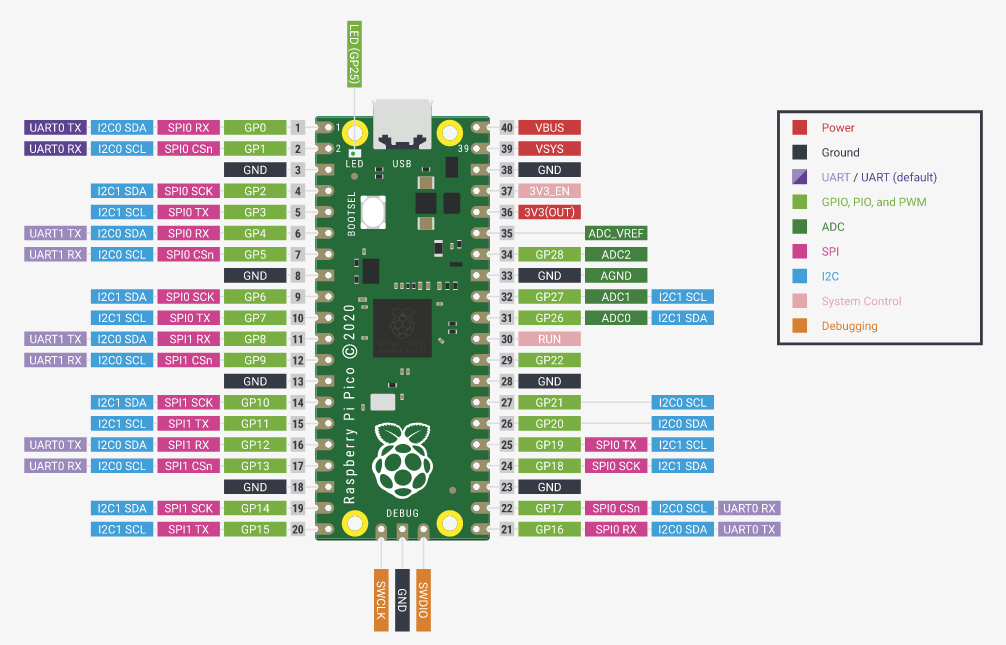 LED (GP25)
UART0 TX I2C0 SDA SPI0 RX GP0 1 1 40 VBUS
UART0 RX I2C0 SCL SPI0 CSn GP1 2 2 39 39 VSYS
LED USB
GND 3 38 GND
I2C1 SDA SPI0 SCK GP2 4 37 3V3_EN
BOOTSEL
I2C1 SCL SPI0 TX GP3 5 36 3V3(OUT)
UART1 TX I2C0 SDA SPI0 RX GP4 6 35 ADC_VREF
UART1 RX I2C0 SCL SPI0 CSn GP5 7 34 GP28 ADC2
GND 8 33 GND AGND
I2C1 SDA SPI0 SCK GP6 9 32 GP27 ADC1 I2C1 SCL
I2C1 SCL SPI0 TX GP7 10 31 GP26 ADC0 I2C1 SDA
UART1 TX I2C0 SDA SPI1 RX GP8 11 30 RUN
UART1 RX I2C0 SCL SPI1 CSn GP9 12 29 GP22
GND 13 28 GND
Raspberry Pi Pico © 2020
I2C1 SDA SPI1 SCK GP10 14 27 GP21 I2C0 SCL
I2C1 SCL SPI1 TX GP11 15 26 GP20 I2C0 SDA
UART0 TX I2C0 SDA SPI1 RX GP12 16 25 GP19 SPI0 TX I2C1 SCL
UART0 RX I2C0 SCL SPI1 CSn GP13 17 24 GP18 SPI0 SCK I2C1 SDA
GND 18 23 GND
I2C1 SDA SPI1 SCK GP14 19 22 GP17 SPI0 CSn I2C0 SCL UART0 RX
DEBUG
I2C1 SCL SPI1 TX GP15 20 21 GP16 SPI0 RX I2C0 SDA UART0 TX
SWCLK
GND
SWDIO
Power
Ground
UART / UART (default)
GPIO, PIO, and PWM
ADC
SPI
I2C
System Control
Debugging